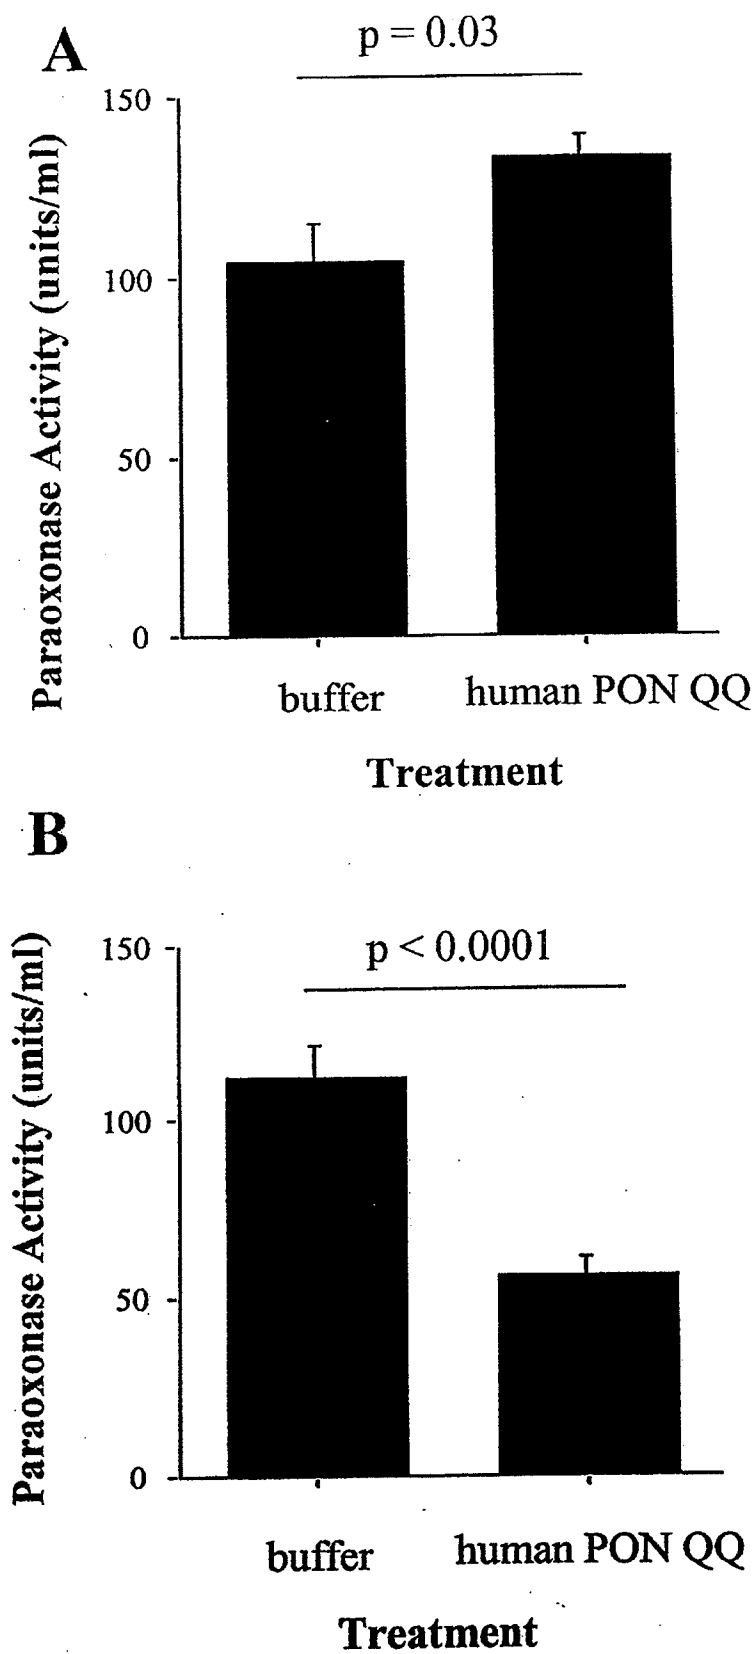 A
p = 0.03
150
100
50
0
Paraoxonase Activity (units/ml)
buffer
human PON QQ
Treatment
B
p < 0.0001
150
100
50
0
Paraoxonase Activity (units/ml)
buffer
human PON QQ
Treatment